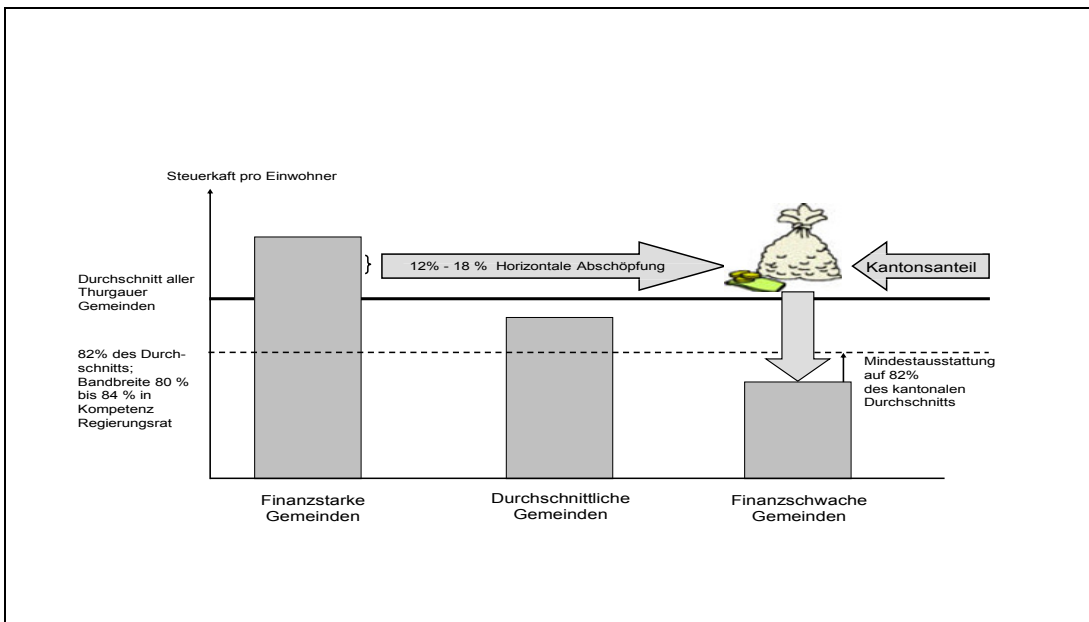 Steuerkaft pro Einwohner
12% - 18 % Horizontale Abschöpfung
Kantonsanteil
Durchschnitt aller
Thurgauer
Gemeinden
82% des Durch-
schnitts;
Bandbreite 80 %
bis 84 % in
Kompetenz
Regierungsrat
Mindestausstattung
auf 82%
des kantonalen
Durchschnitts
Finanzstarke
Gemeinden
Durchschnittliche
Gemeinden
Finanzschwache
Gemeinden